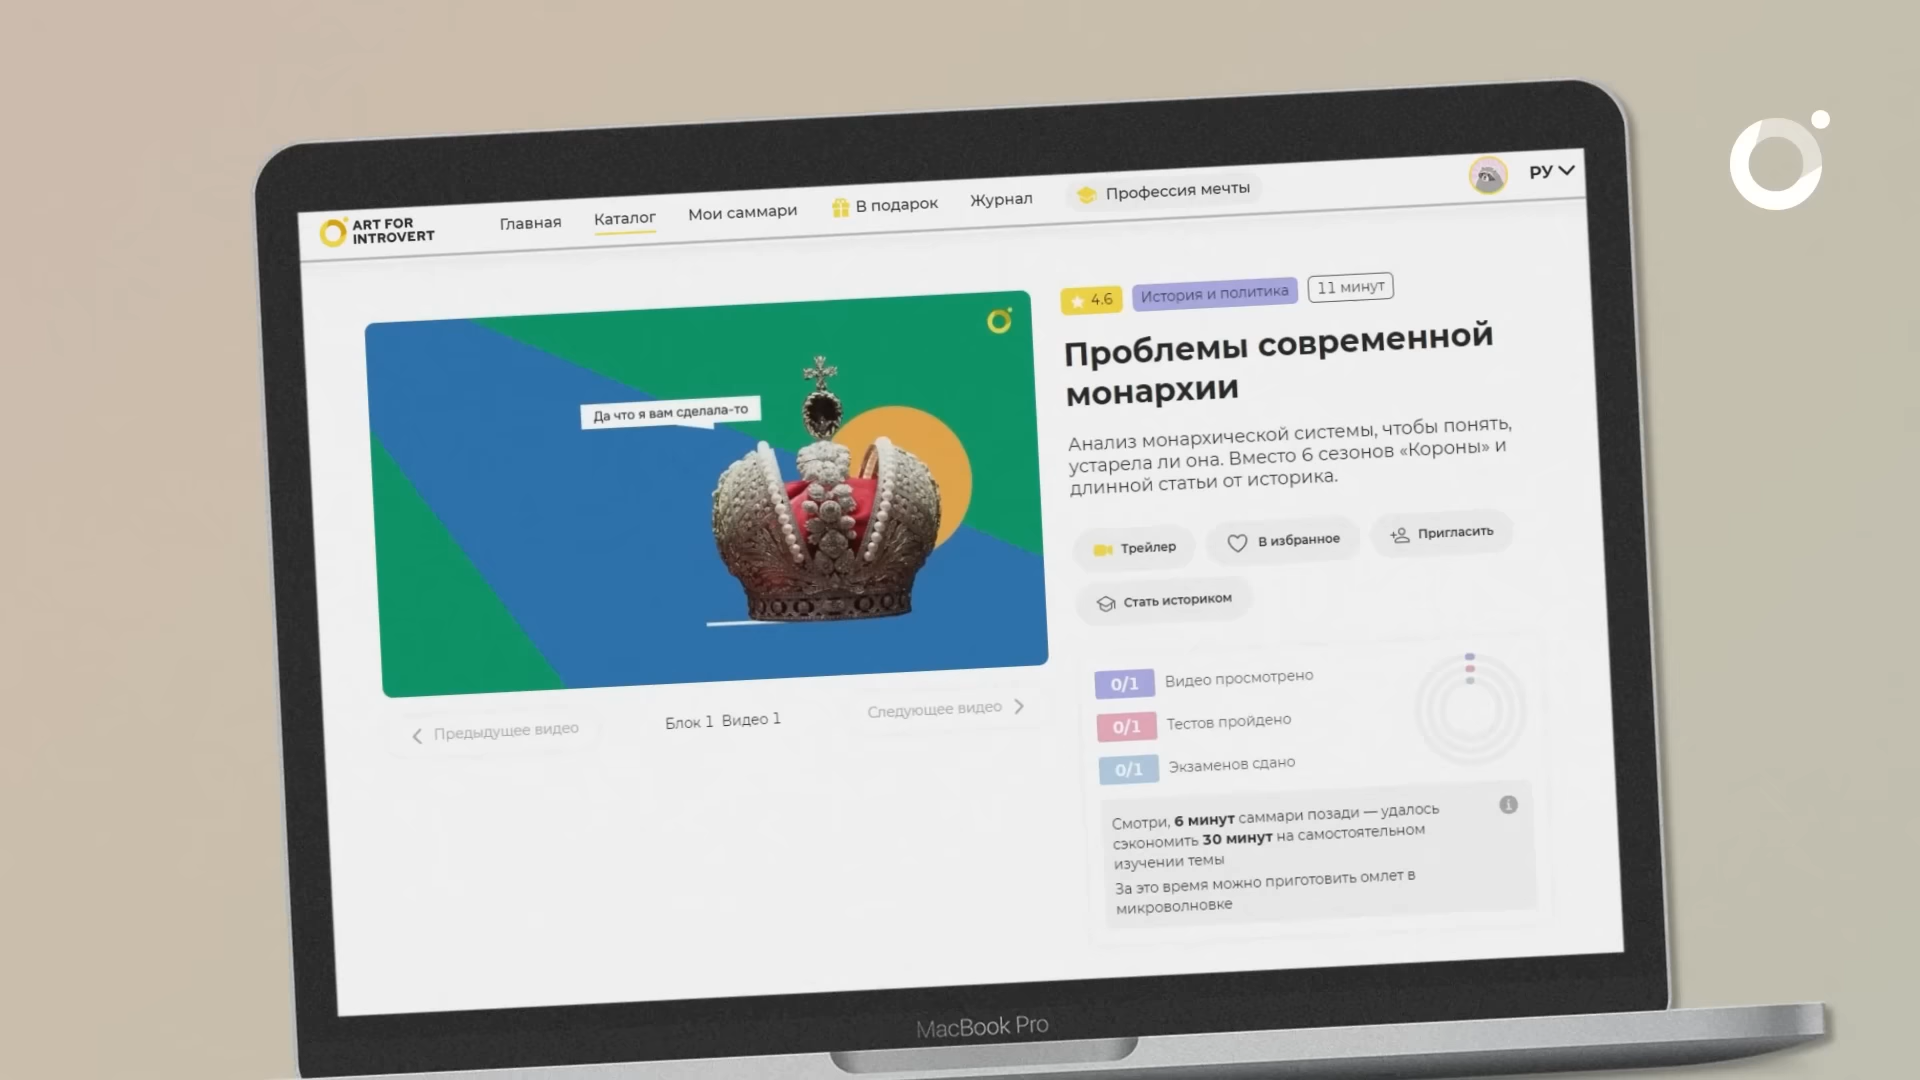 ART FOR
INTROVERT
Главная
Каталог
Мои саммари
В подарок
Журнал
Профессия мечты
РУ
Да что я вам сделала-то
4.6
История и политика
11 минут
Проблемы современной
монархии
Анализ монархической системы, чтобы понять,
устарела ли она. Вместо 6 сезонов «Короны» и
длинной статьи от историка.
Трейлер
В избранное
Пригласить
Стать историком
0/1 Видео просмотрено
0/1 Тестов пройдено
0/1 Экзаменов сдано
Смотри, 6 минут саммари позади — удалось
сэкономить 30 минут на самостоятельном
изучении темы
За это время можно приготовить омлет в
микроволновке
Предыдущее видео
Блок 1 Видео 1
Следующее видео
MacBook Pro